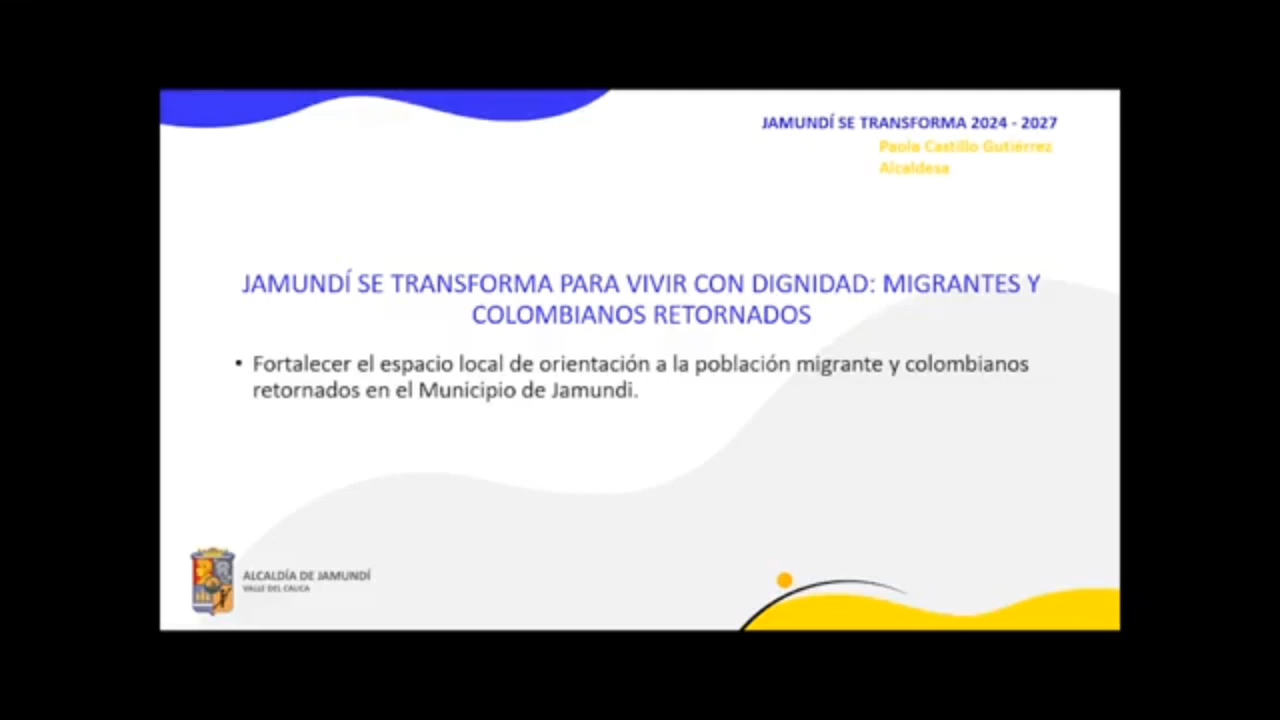 JAMUNDÍ SE TRANSFORMA 2024 - 2027
Paola Castillo Gutiérrez
Alcaldesa
JAMUNDÍ SE TRANSFORMA PARA VIVIR CON DIGNIDAD: MIGRANTES Y
COLOMBIANOS RETORNADOS
• Fortalecer el espacio local de orientación a la población migrante y colombianos
retornados en el Municipio de Jamundi.
ALCALDÍA DE JAMUNDÍ
VALLE DEL CAUCA